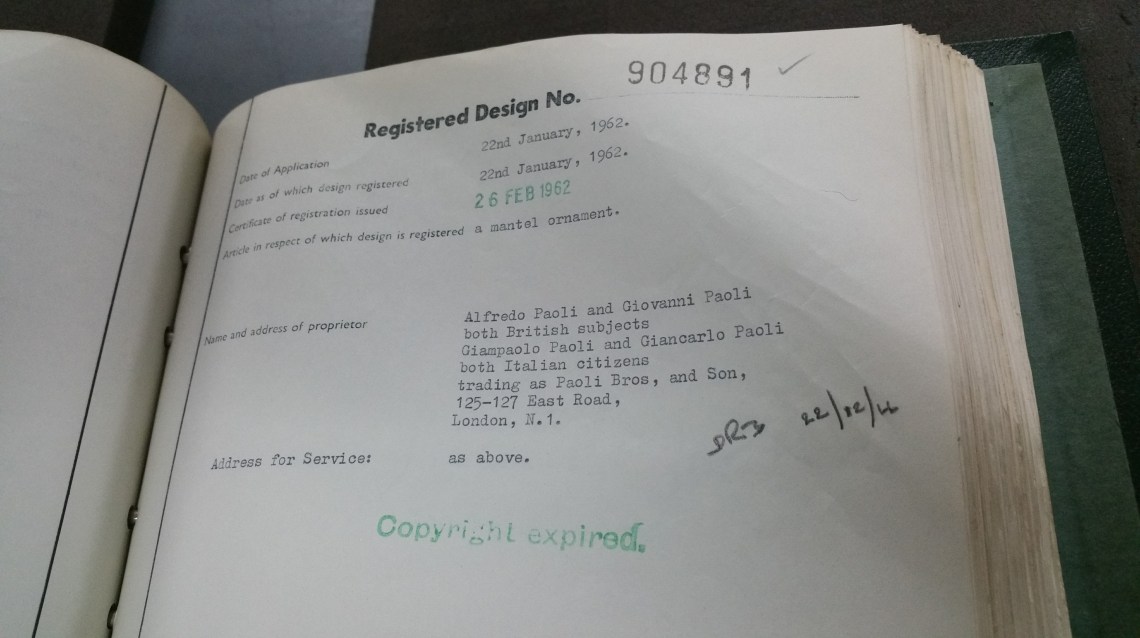 904891
Registered Design No.
Date of Application 22nd January, 1962.
Date as of which design registered 22nd January, 1962.
Certificate of registration issued 26 FEB 1962
Article in respect of which design is registered a mantel ornament.
Name and address of proprietor Alfredo Paoli and Giovanni Paoli
both British subjects
Giampaolo Paoli and Giancarlo Paoli
both Italian citizens
trading as Paoli Bros, and Son,
125-127 East Road,
London, N.1.
Address for Service: as above.
Copyright expired.